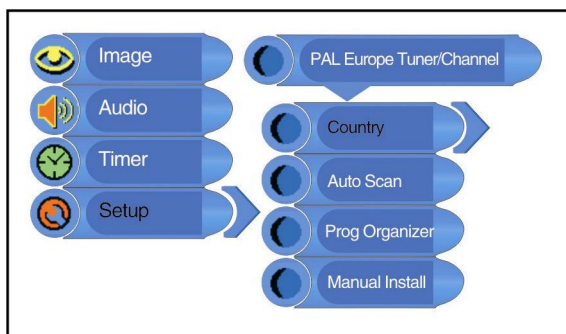 Image
Audio
Timer
Setup
PAL Europe Tuner/Channel
Country
Auto Scan
Prog Organizer
Manual Install